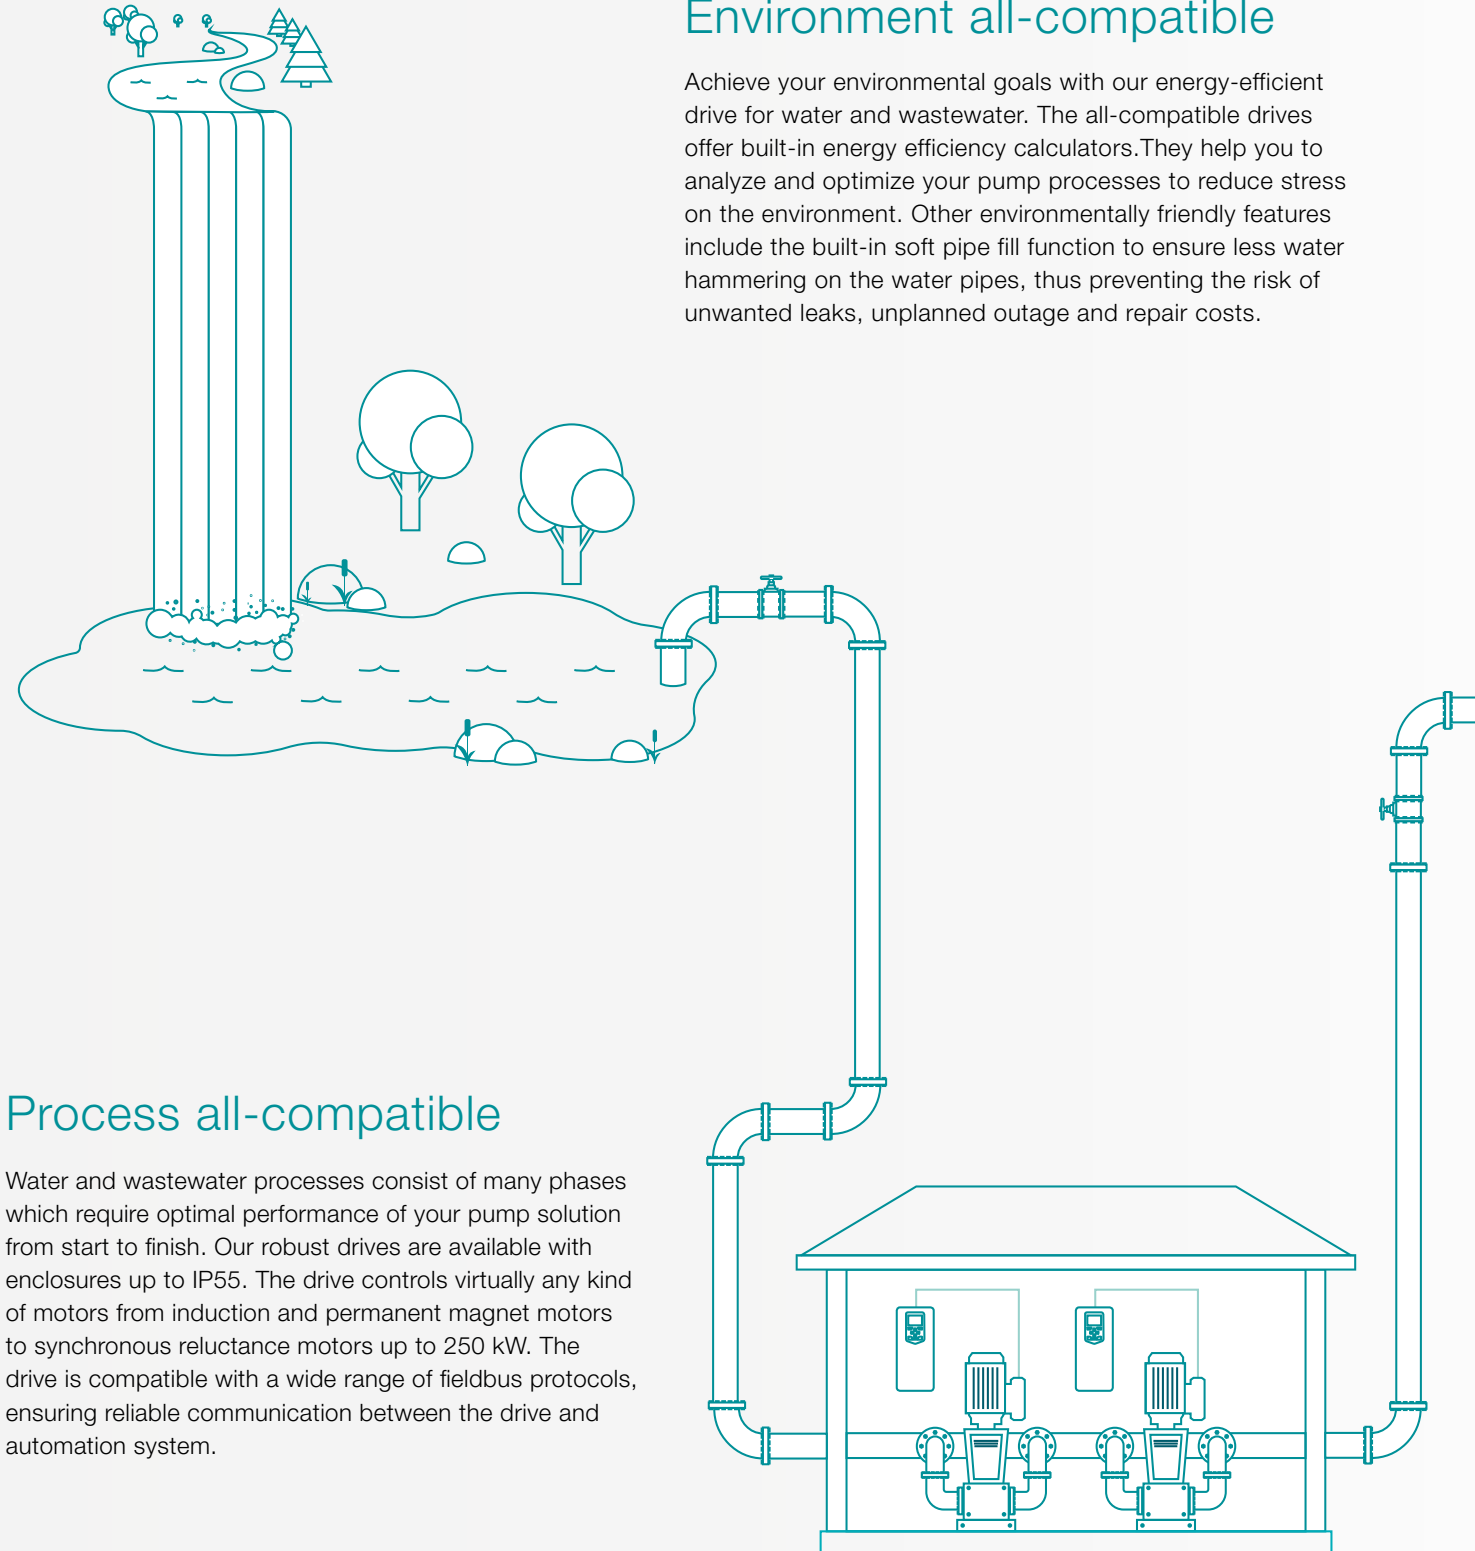 Environment all-compatible
Achieve your environmental goals with our energy-efficient
drive for water and wastewater. The all-compatible drives
offer built-in energy efficiency calculators.They help you to
analyze and optimize your pump processes to reduce stress
on the environment. Other environmentally friendly features
include the built-in soft pipe fill function to ensure less water
hammering on the water pipes, thus preventing the risk of
unwanted leaks, unplanned outage and repair costs.
Process all-compatible
Water and wastewater processes consist of many phases
which require optimal performance of your pump solution
from start to finish. Our robust drives are available with
enclosures up to IP55. The drive controls virtually any kind
of motors from induction and permanent magnet motors
to synchronous reluctance motors up to 250 kW. The
drive is compatible with a wide range of fieldbus protocols,
ensuring reliable communication between the drive and
automation system.